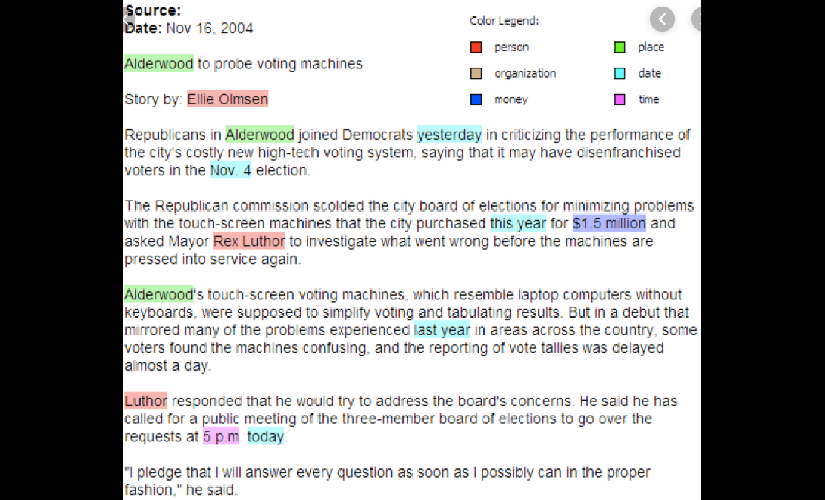 Source:
Date: Nov 16, 2004
Color Legend:
person
place
organization
date
money
time
Alderwood to probe voting machines
Story by: Ellie Olmsen
Republicans in Alderwood joined Democrats yesterday in criticizing the performance of
the city's costly new high-tech voting system, saying that it may have disenfranchised
voters in the Nov. 4 election.
The Republican commission scolded the city board of elections for minimizing problems
with the touch-screen machines that the city purchased this year for $1.5 million and
asked Mayor Rex Luthor to investigate what went wrong before the machines are
pressed into service again.
Alderwood's touch-screen voting machines, which resemble laptop computers without
keyboards, were supposed to simplify voting and tabulating results. But in a debut that
mirrored many of the problems experienced last year in areas across the country, some
voters found the machines confusing, and the reporting of vote tallies was delayed
almost a day.
Luthor responded that he would try to address the board's concerns. He said he has
called for a public meeting of the three-member board of elections to go over the
requests at 5 p.m today.
"I pledge that I will answer every question as soon as I possibly can in the proper
fashion," he said.